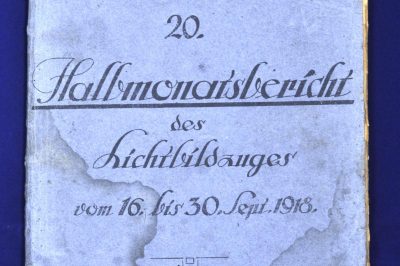 20.
Halbmonatsbericht
des
Lichtbildzuges
vom 16. bis 30. Sept. 1918.